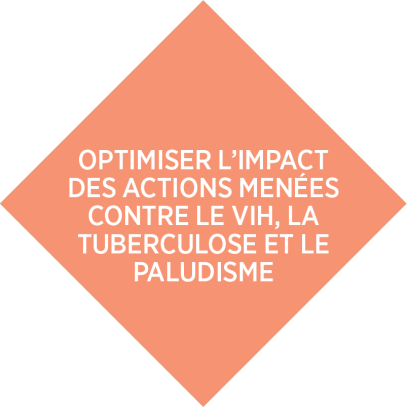 OPTIMISER L’IMPACT
DES ACTIONS MENÉES
CONTRE LE VIH, LA
TUBERCULOSE ET LE
PALUDISME